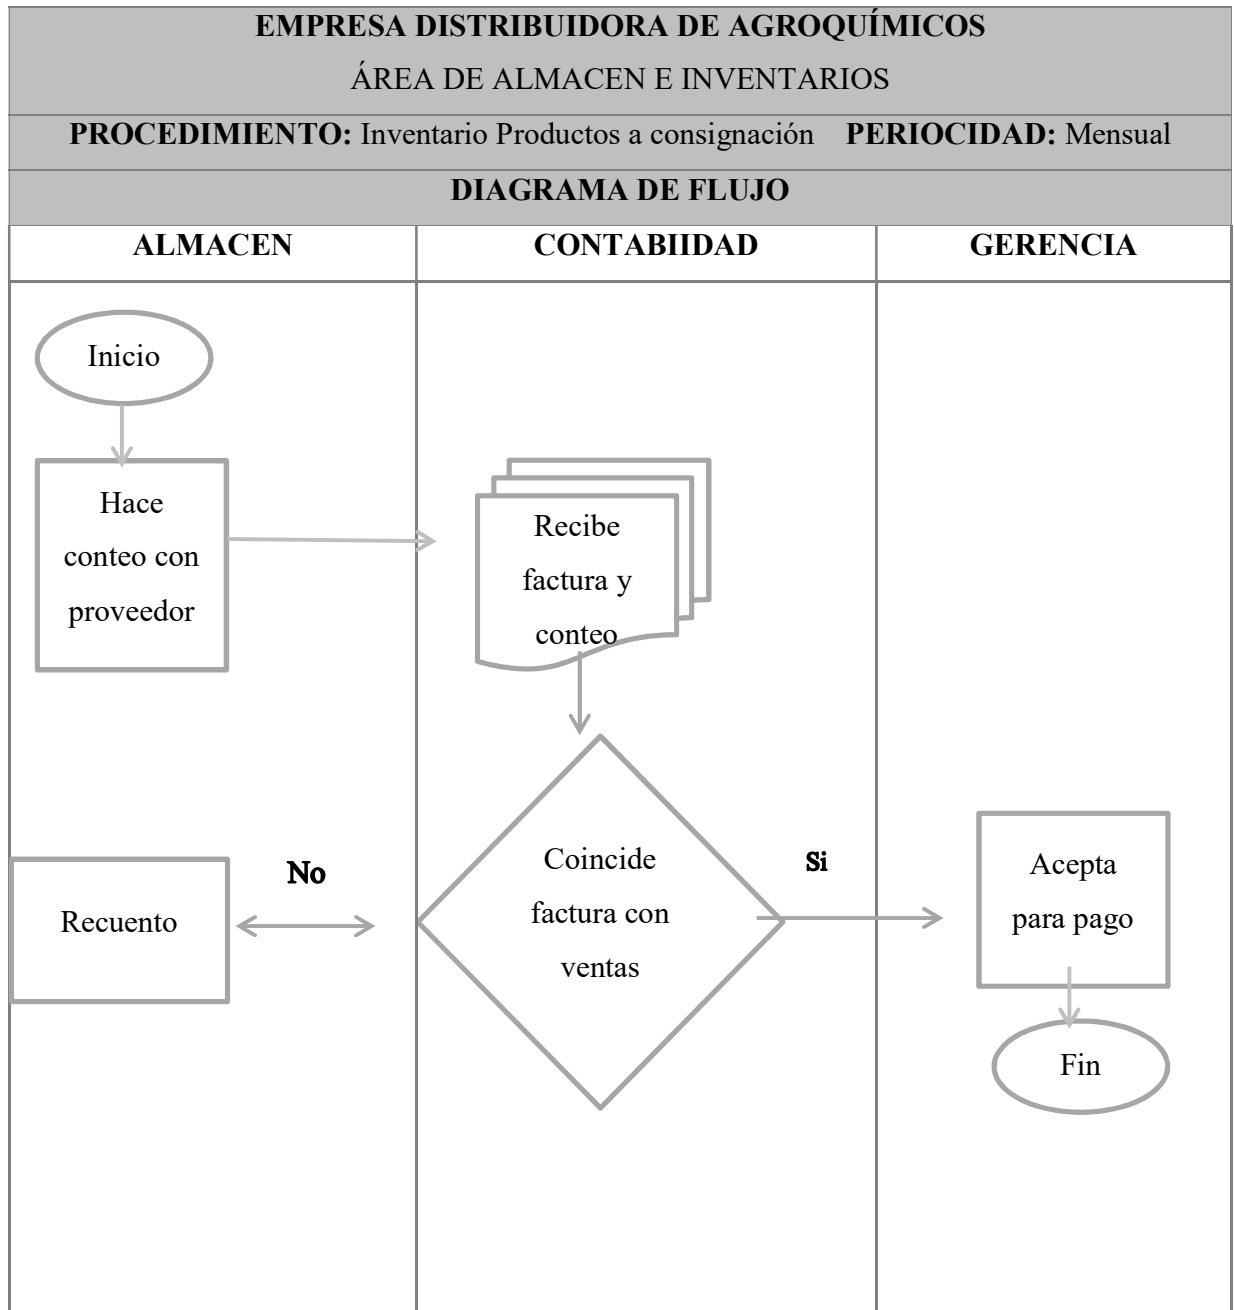 EMPRESA DISTRIBUIDORA DE AGROQUÍMICOS
ÁREA DE ALMACEN E INVENTARIOS
PROCEDIMIENTO: Inventario Productos a consignación PERIOCIDAD: Mensual
DIAGRAMA DE FLUJO
ALMACEN
CONTABIIDAD
GERENCIA
Inicio
Hace
conteo con
proveedor
Recibe
factura y
conteo
Coincide
factura con
ventas
No
Recuento
Si
Acepta
para pago
Fin